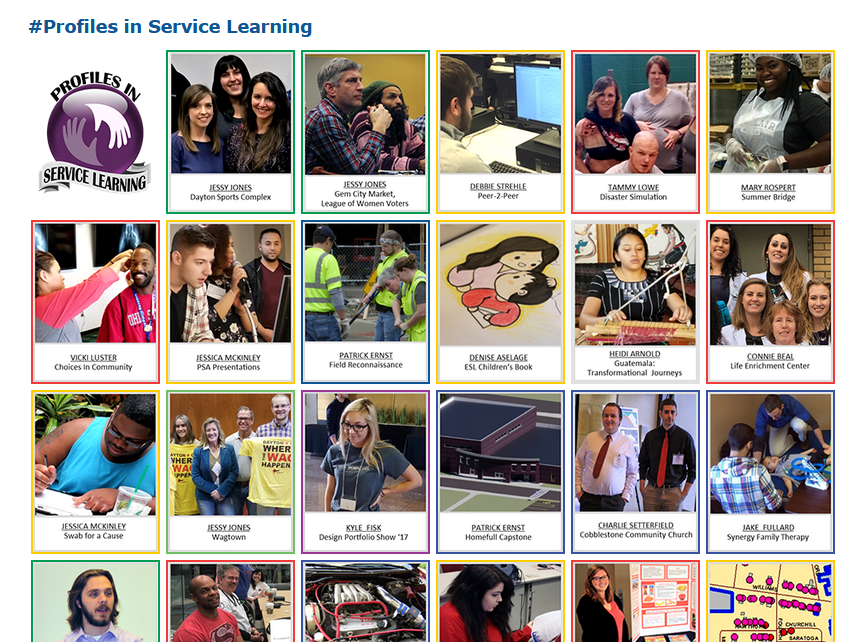 #Profiles in Service Learning
PROFILES IN
SERVICE LEARNING
JESSY JONES
Dayton Sports Complex
JESSY JONES
Gem City Market,
League of Women Voters
DEBBIE STREHLE
Peer-2-Peer
TAMMY LOWE
Disaster Simulation
MARY ROSPERT
Summer Bridge
VICKI LUSTER
Choices In Community
JESSICA MCKINLEY
PSA Presentations
PATRICK ERNST
Field Reconnaissance
DENISE ASELAGE
ESL Children's Book
HEIDI ARNOLD
Guatemala:
Transformational Journeys
CONNIE BEAL
Life Enrichment Center
JESSICA MCKINLEY
Swab for a Cause
JESSY JONES
Wagtown
KYLE FISK
Design Portfolio Show '17
PATRICK ERNST
Homefull Capstone
CHARLIE SETTERFIELD
Cobblestone Community Church
JAKE FULLARD
Synergy Family Therapy
WILLIAMS
CHURCHILL
SARATOGA